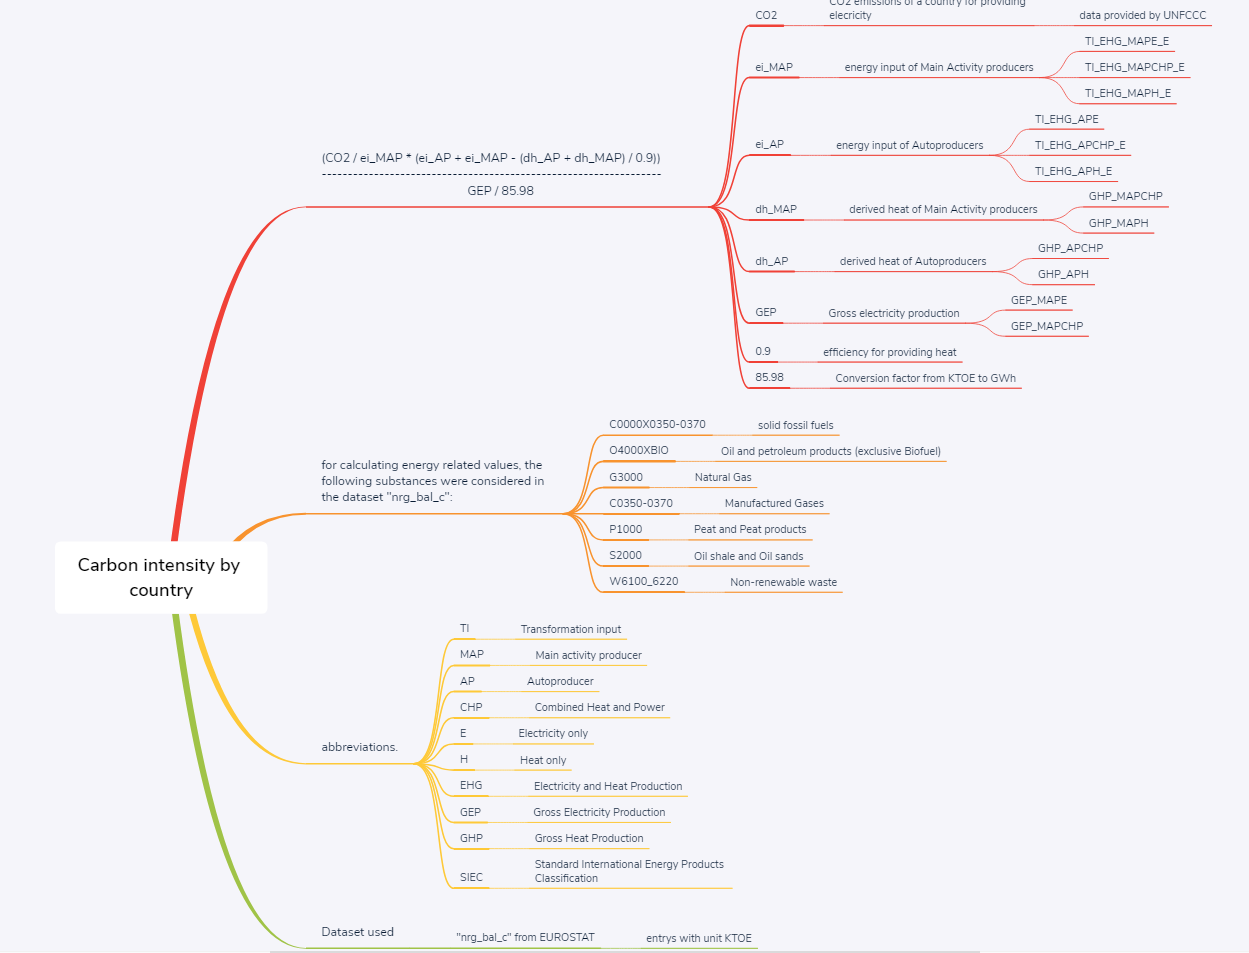 CO2 emissions of a country for providing
CO2
elecricity
data provided by UNFCCC
TI_EHG_MAPE_E
ei_MAP
energy input of Main Activity producers
TI_EHG_MAPCHP_E
TI_EHG_MAPH_E
TI_EHG_APE
ei_AP
energy input of Autoproducers
TI_EHG_APCHP_E
TI_EHG_APH_E
(CO2 / ei_MAP * (ei_AP + ei_MAP - (dh_AP + dh_MAP) / 0.9))
--------------------------------------------------------------
GEP / 85.98
GHP_MAPCHP
dh_MAP
derived heat of Main Activity producers
GHP_MAPH
GHP_APCHP
dh_AP
derived heat of Autoproducers
GHP_APH
GEP_MAPE
GEP
Gross electricity production
GEP_MAPCHP
0.9
efficiency for providing heat
85.98
Conversion factor from KTOE to GWh
C0000X0350-0370
solid fossil fuels
O4000XBIO
Oil and petroleum products (exclusive Biofuel)
for calculating energy related values, the
following substances were considered in
the dataset "nrg_bal_c":
G3000
Natural Gas
C0350-0370
Manufactured Gases
P1000
Peat and Peat products
S2000
Oil shale and Oil sands
W6100_6220
Non-renewable waste
Carbon intensity by
country
TI
Transformation input
MAP
Main activity producer
AP
Autoproducer
CHP
Combined Heat and Power
E
Electricity only
abbreviations.
H
Heat only
EHG
Electricity and Heat Production
GEP
Gross Electricity Production
GHP
Gross Heat Production
SIEC
Standard International Energy Products
Classification
Dataset used
"nrg_bal_c" from EUROSTAT
entrys with unit KTOE